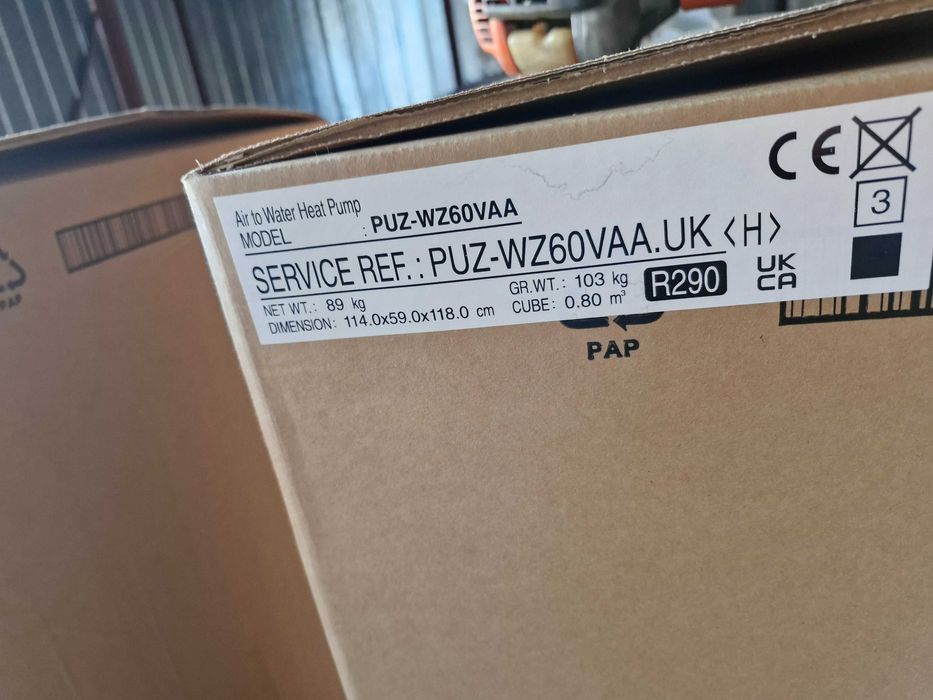 Air to Water Heat Pump
MODEL : PUZ-WZ60VAA
SERVICE REF. : PUZ-WZ60VAA.UK <H>
NET WT. : 89 kg GR.WT. : 103 kg R290 UK CA
DIMENSION: 114.0x59.0x118.0 cm CUBE: 0.80 m³
CE
3
PAP